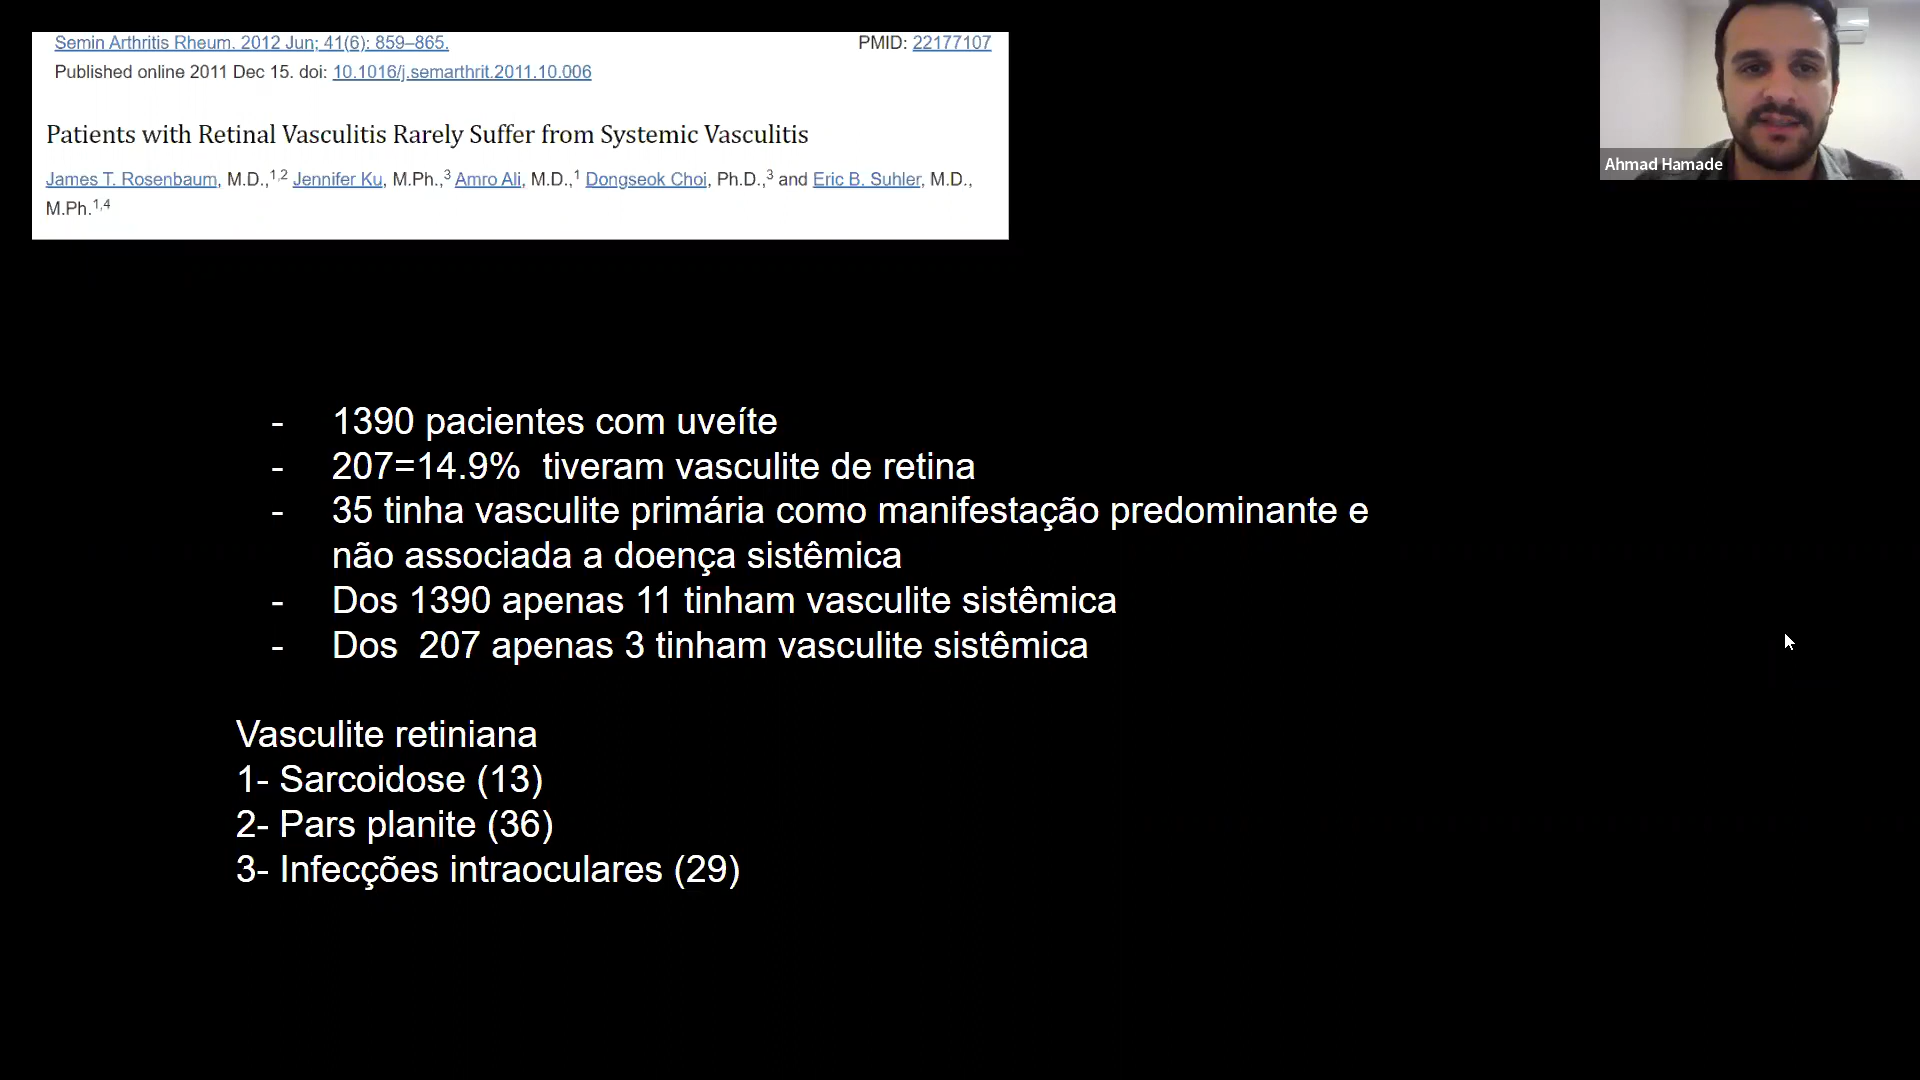 Semin Arthritis Rheum. 2012 Jun; 41(6): 859–865. PMID: 22177107
Published online 2011 Dec 15. doi: 10.1016/j.semarthrit.2011.10.006
Patients with Retinal Vasculitis Rarely Suffer from Systemic Vasculitis
James T. Rosenbaum, M.D.,1,2 Jennifer Ku, M.Ph.,3 Amro Ali, M.D.,1 Dongseok Choi, Ph.D.,3 and Eric B. Suhler, M.D.,
M.Ph.1,4
Ahmad Hamade
- 1390 pacientes com uveíte
- 207=14.9% tiveram vasculite de retina
- 35 tinha vasculite primária como manifestação predominante e
não associada a doença sistêmica
- Dos 1390 apenas 11 tinham vasculite sistêmica
- Dos 207 apenas 3 tinham vasculite sistêmica
Vasculite retiniana
1- Sarcoidose (13)
2- Pars planite (36)
3- Infecções intraoculares (29)